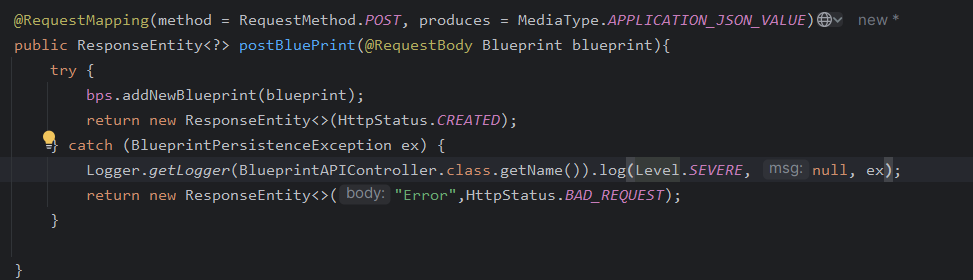 @RequestMapping(method = RequestMethod.POST, produces = MediaType.APPLICATION_JSON_VALUE) new *
public ResponseEntity<?> postBluePrint(@RequestBody Blueprint blueprint){
    try {
        bps.addNewBlueprint(blueprint);
        return new ResponseEntity<>(HttpStatus.CREATED);
    } catch (BlueprintPersistenceException ex) {
        Logger.getLogger(BlueprintAPIController.class.getName()).log(Level.SEVERE, msg: null, ex);
        return new ResponseEntity<>( body: "Error",HttpStatus.BAD_REQUEST);
    }
}